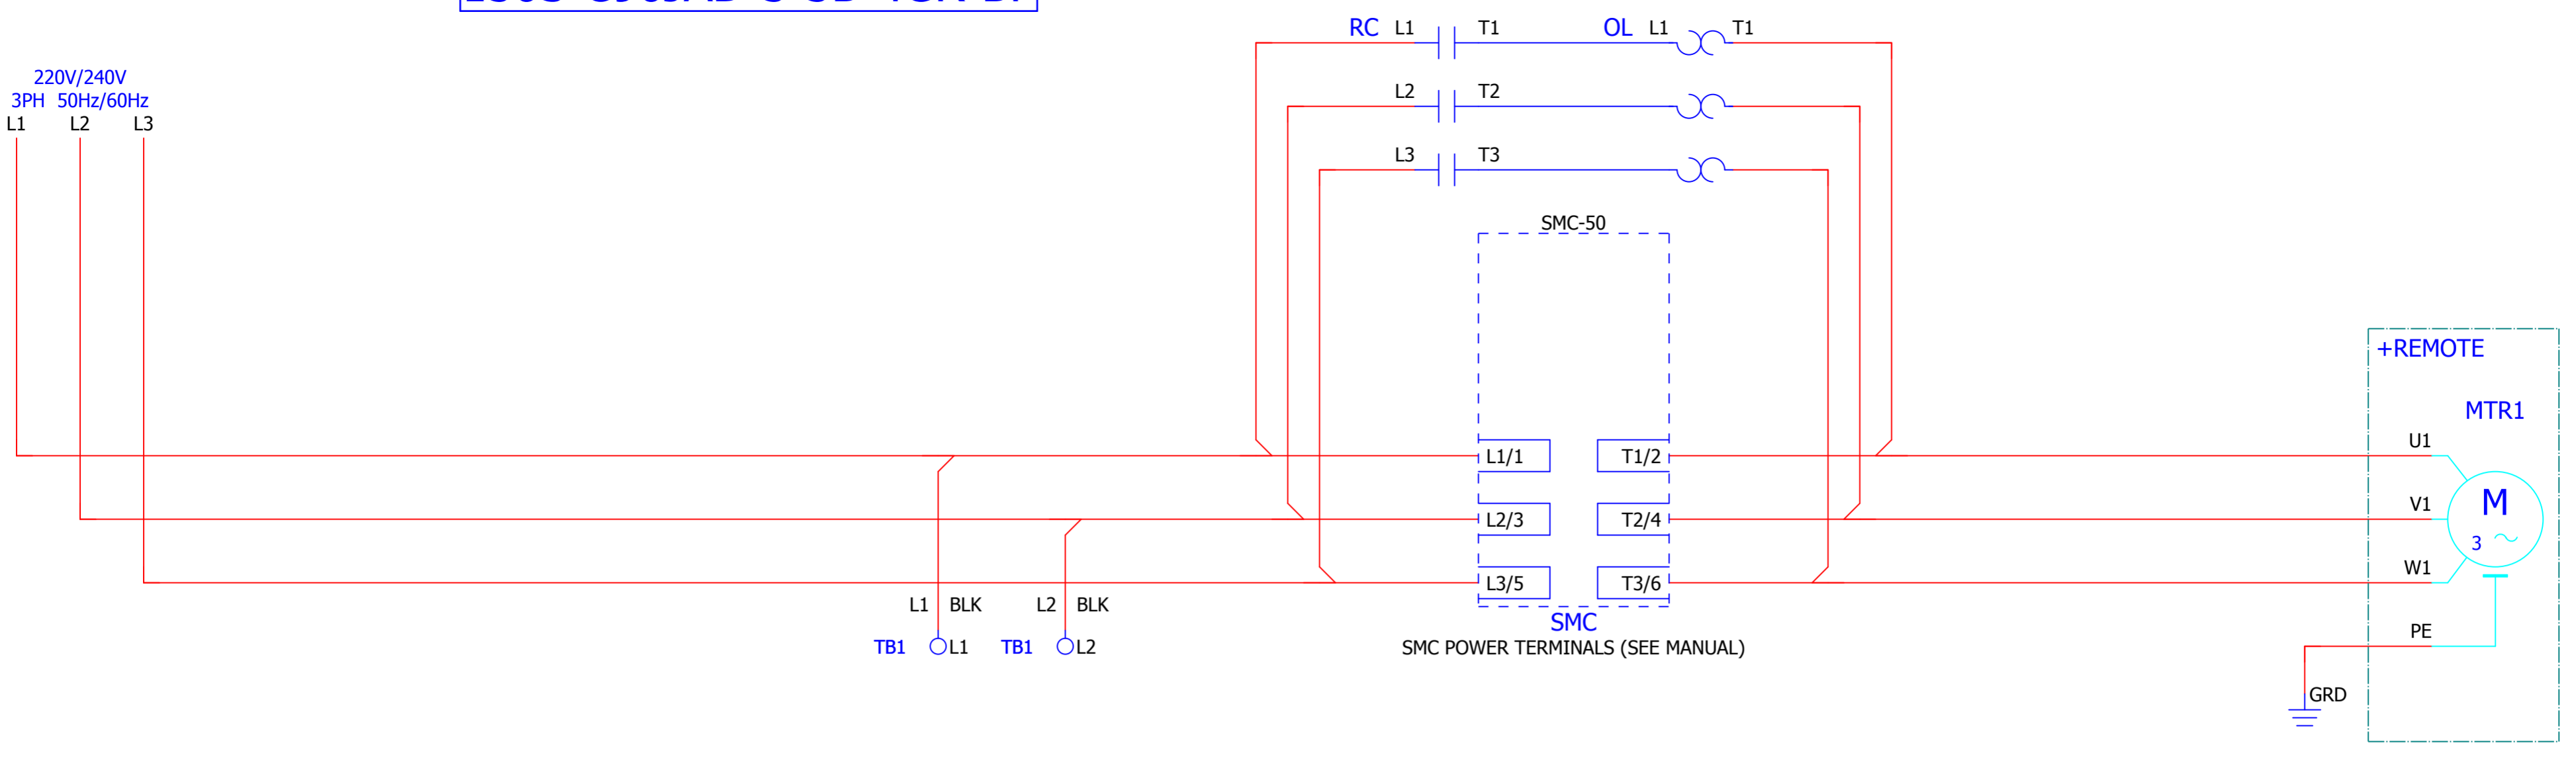 RC L1 T1 OL L1 T1
220V/240V
3PH 50Hz/60Hz
L1 L2 L3
L2 T2
L3 T3
SMC-50
+REMOTE
MTR1
L1/1 T1/2 U1
L2/3 T2/4 V1
M
3
L3/5 T3/6 W1
L1 BLK L2 BLK
SMC
TB1 L1 TB1 L2
SMC POWER TERMINALS (SEE MANUAL)
PE
GRD